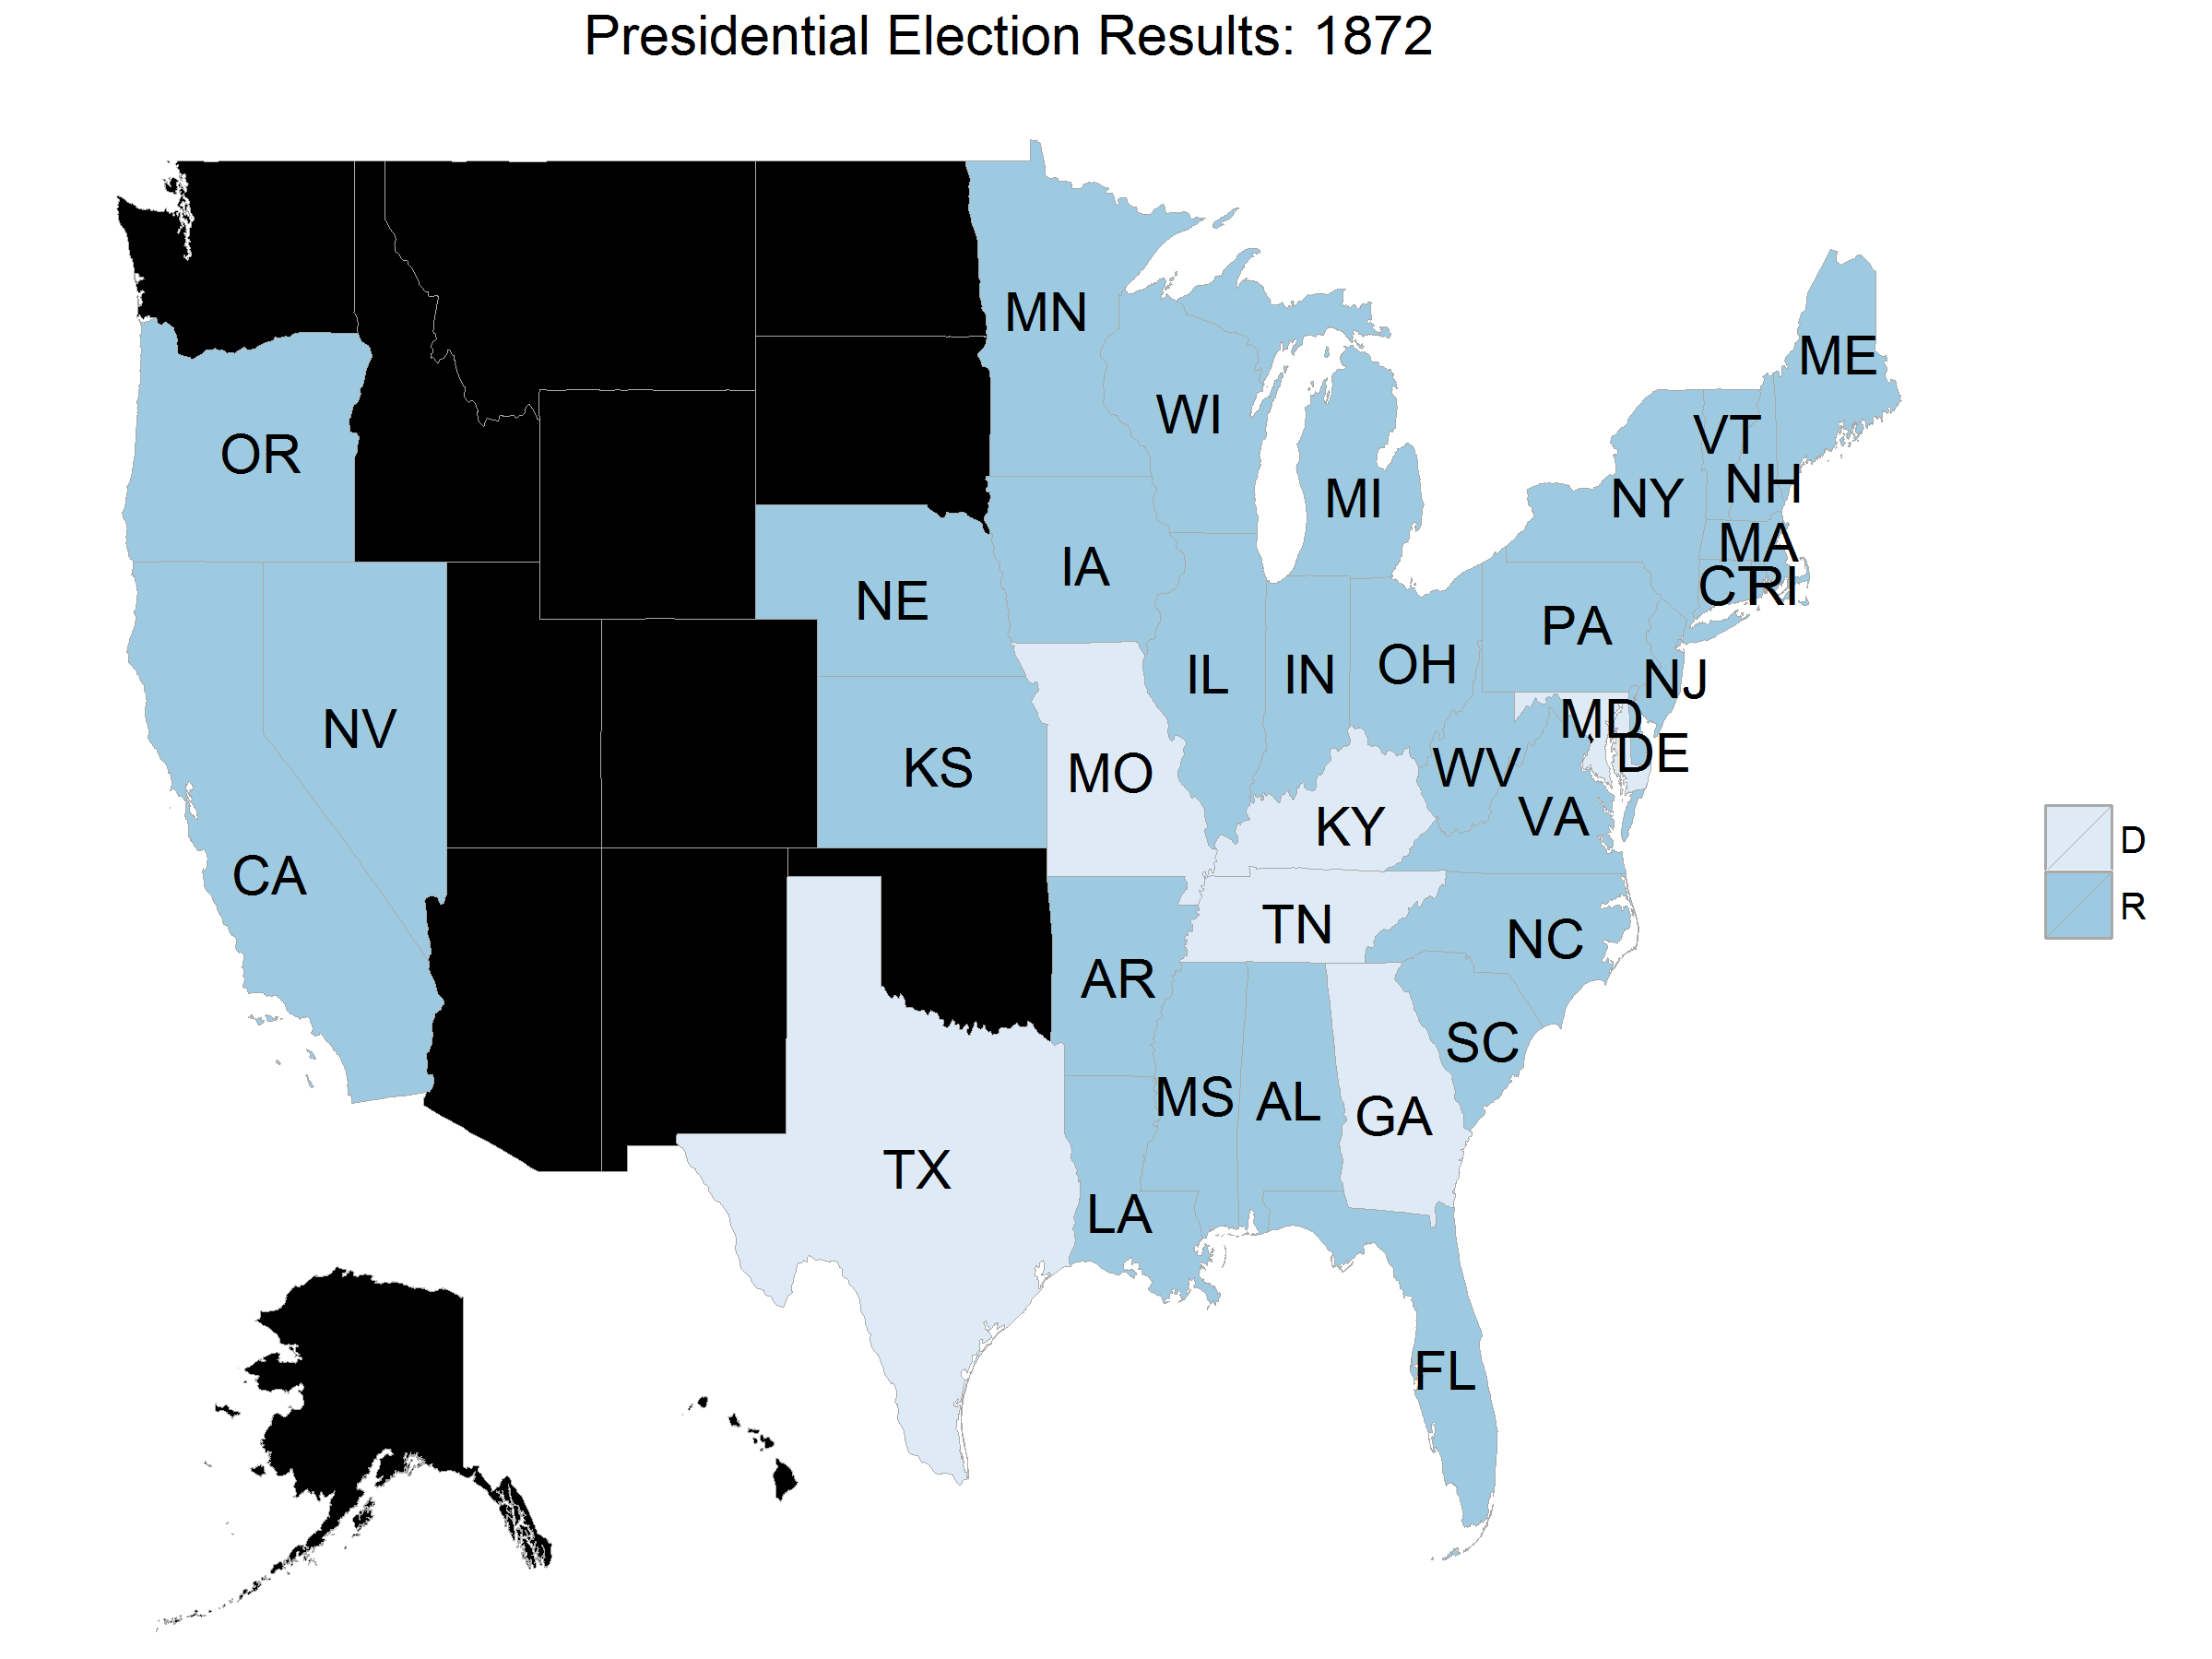 Presidential Election Results: 1872
MN
ME
WI
VT
OR
NH
NY
MI
MA
IA
CT
RI
NE
PA
OH
IL
IN
NJ
MD
NV
DE
KS
WV
MO
VA
KY
D
CA
R
TN
NC
AR
SC
MS
AL
GA
TX
LA
FL